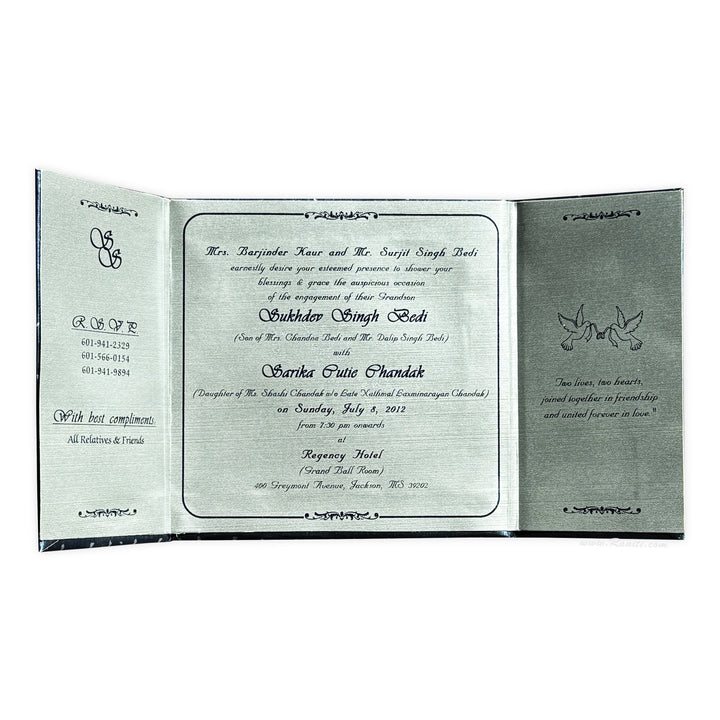 S
S
R. S. V. P.
601-941-2329
601-566-0154
601-941-9894
With best compliments
All Relatives & Friends
Mrs. Barjinder Kaur and Mr. Surjit Singh Bedi
earnestly desire your esteemed presence to shower your
blessings & grace the auspicious occasion
of the engagement of their Grandson
Sukhdev Singh Bedi
(Son of Mrs. Chandna Bedi and Mr. Dalip Singh Bedi)
with
Sarika Cutie Chandak
(Daughter of Ms. Shashi Chandak w/o Late Nathmal Laxminarayan Chandak)
on Sunday, July 8, 2012
from 7:30 pm onwards
at
Regency Hotel
(Grand Ball Room)
400 Greymont Avenue, Jackson, MS 39202
Two lives, two hearts,
joined together in friendship
and united forever in love."